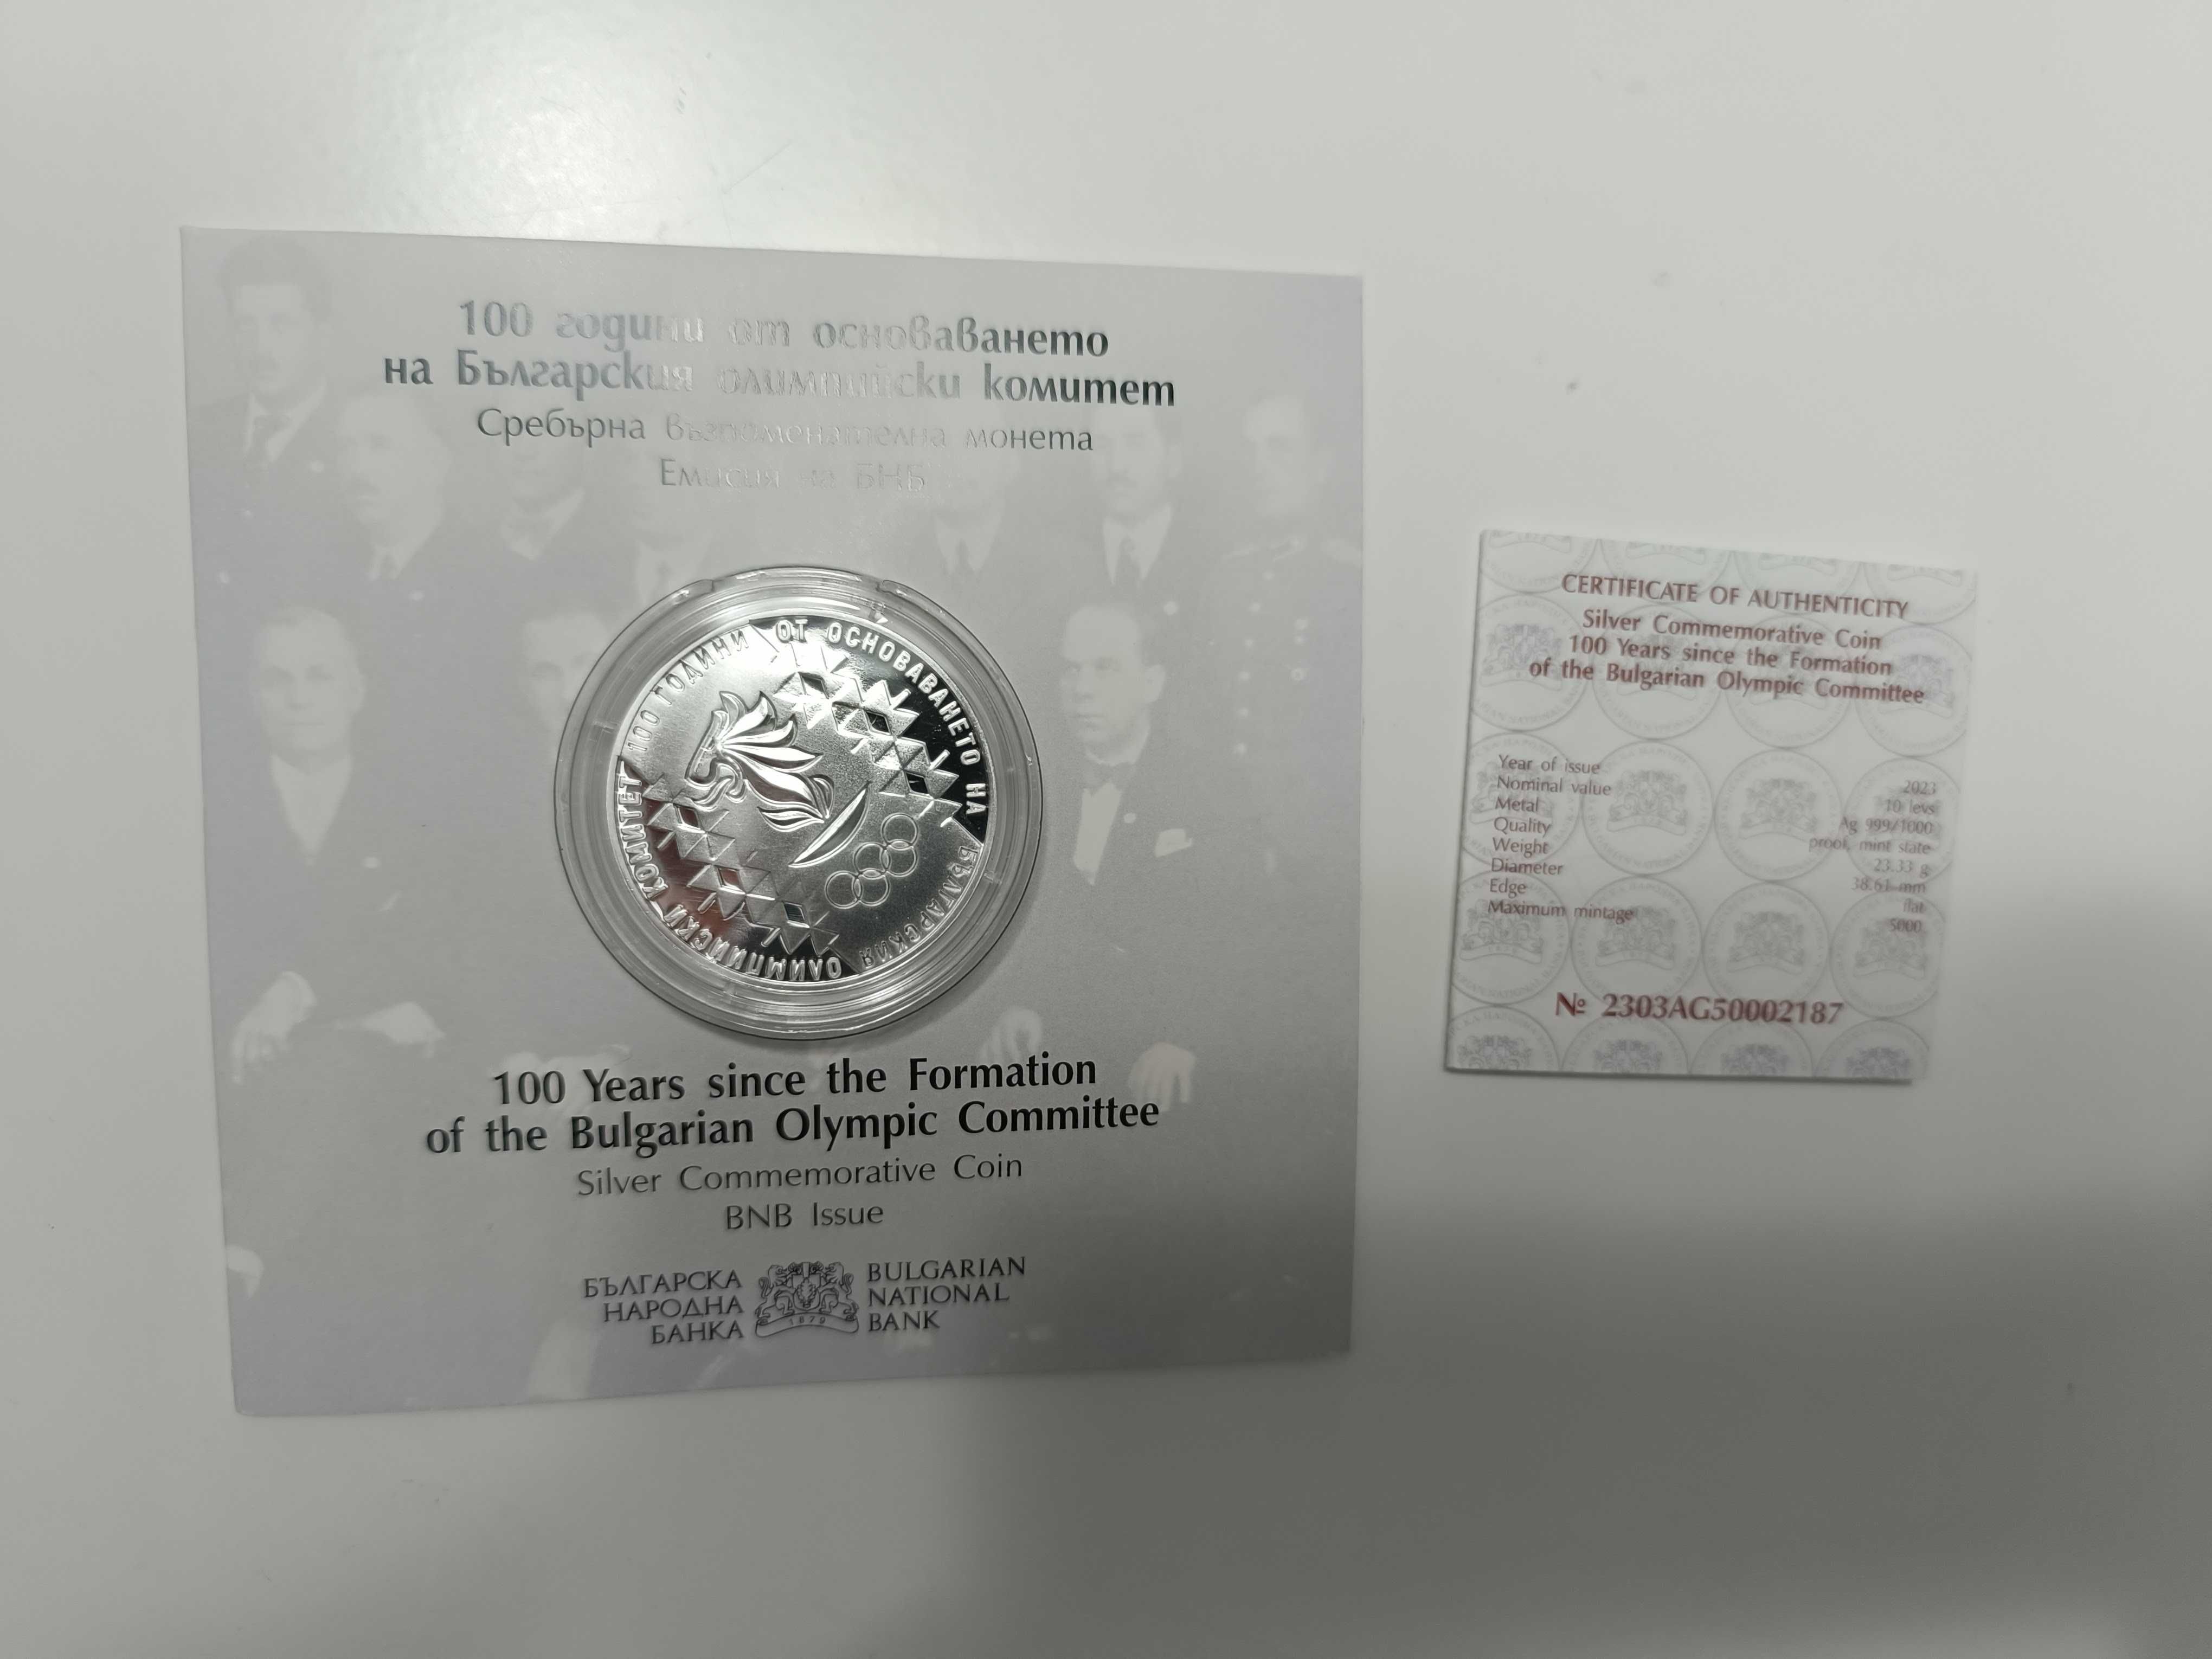 100 години от основаването
на Българския олимпийски комитет
Сребърна възпоменателна монета
Емисия на БНБ
100 ГОДИНИ ОТ ОСНОВАВАНЕТО НА
БЪЛГАРСКИЯ ОЛИМПИЙСКИ КОМИТЕТ
100 Years since the Formation
of the Bulgarian Olympic Committee
Silver Commemorative Coin
BNB Issue
БЪЛГАРСКА
НАРОДНА
БАНКА
1879
BULGARIAN
NATIONAL
BANK
CERTIFICATE OF AUTHENTICITY
Silver Commemorative Coin
100 Years since the Formation
of the Bulgarian Olympic Committee
Year of issue 2023
Nominal value 10 levs
Metal Ag 999/1000
Quality proof, mint state
Weight 23.33 g
Diameter 38.61 mm
Edge flat
Maximum mintage 5000
№ 2303AG50002187